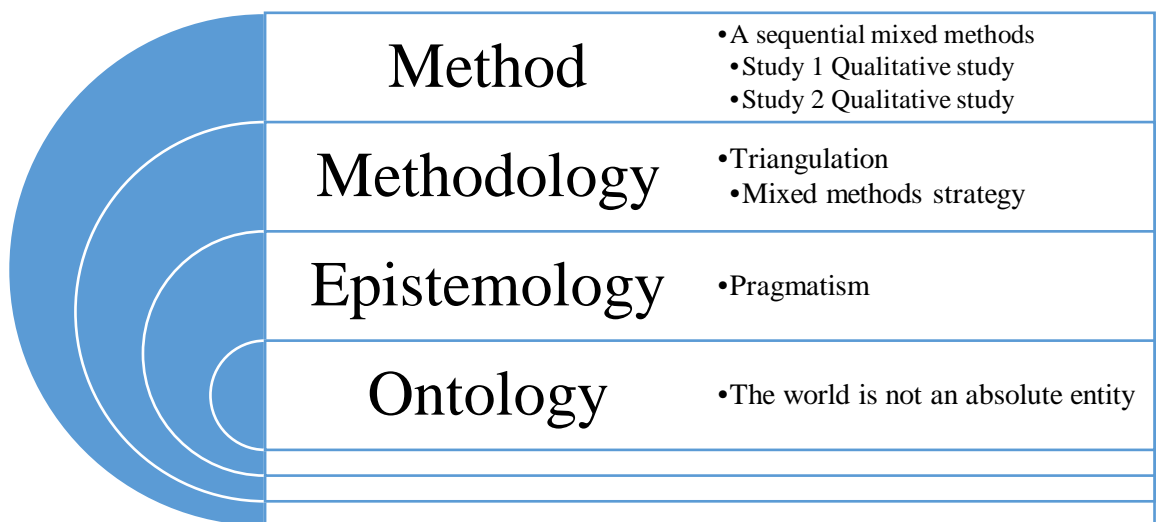 Method
•A sequential mixed methods
•Study 1 Qualitative study
•Study 2 Qualitative study
Methodology
•Triangulation
•Mixed methods strategy
Epistemology
•Pragmatism
Ontology
•The world is not an absolute entity